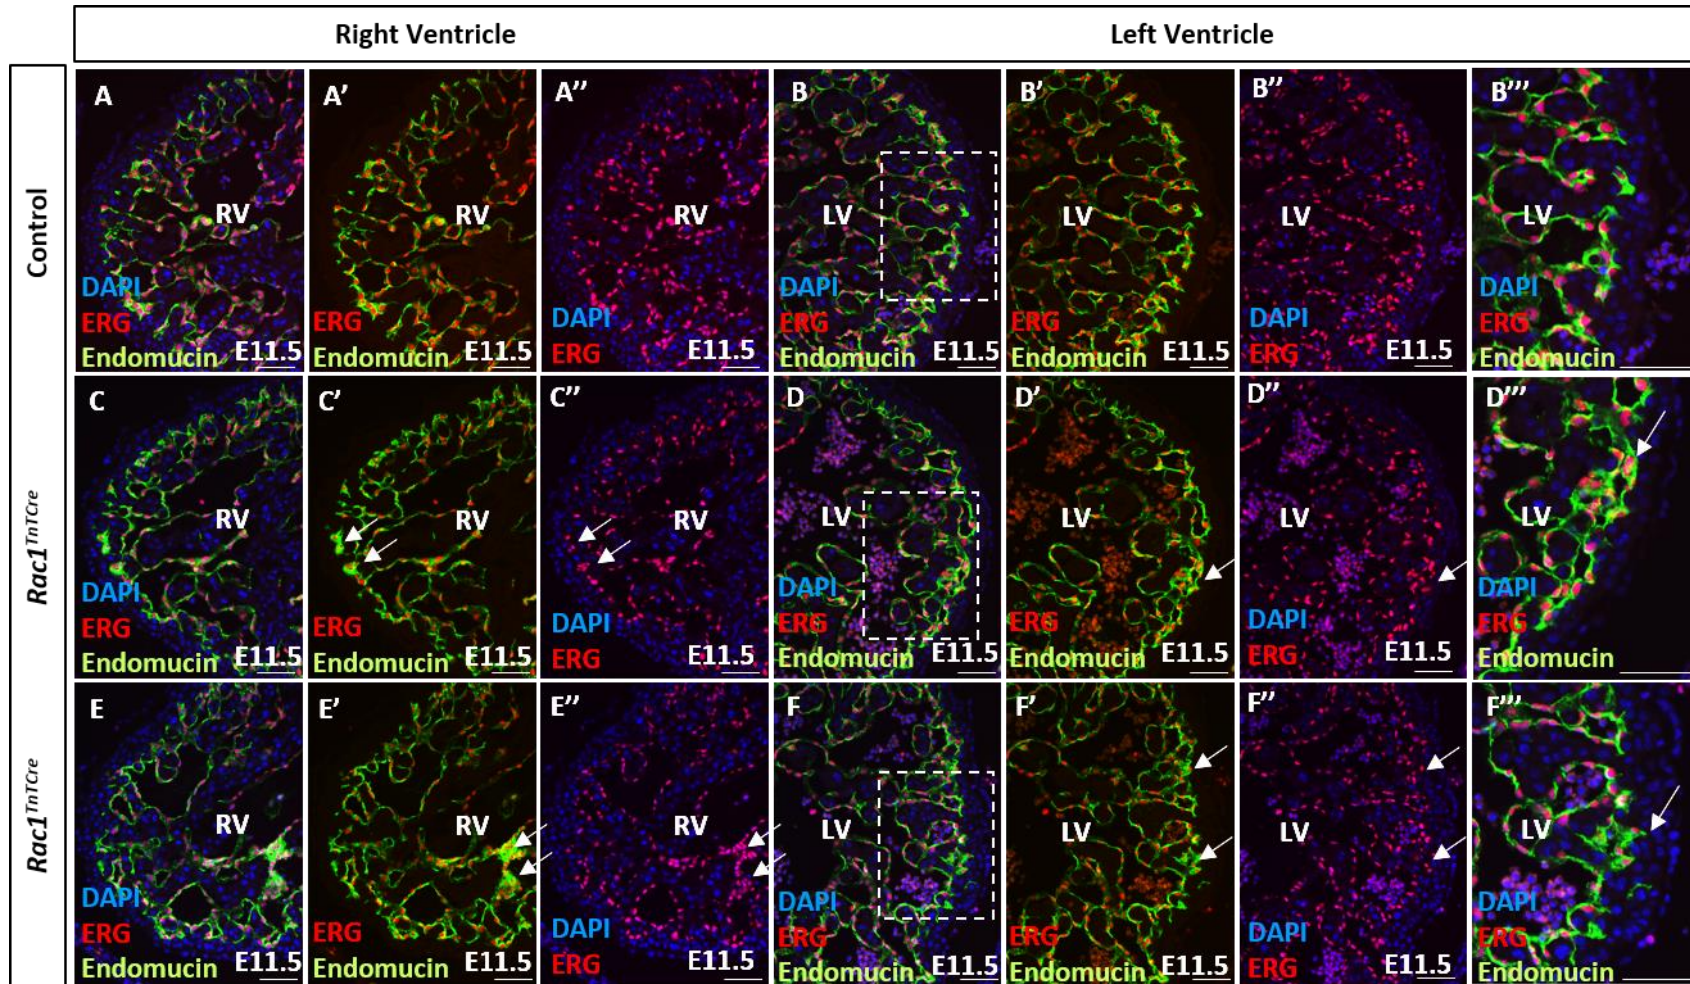 Right Ventricle
Left Ventricle
Control
A
RV
DAPI
ERG
Endomucin
E11.5
A'
RV
ERG
Endomucin
E11.5
A''
RV
DAPI
ERG
E11.5
B
LV
DAPI
ERG
Endomucin
E11.5
B'
LV
ERG
Endomucin
E11.5
B''
LV
DAPI
ERG
E11.5
B'''
LV
DAPI
ERG
Endomucin
Rac1TnTCre
C
RV
DAPI
ERG
Endomucin
E11.5
C'
RV
ERG
Endomucin
E11.5
C''
RV
DAPI
ERG
E11.5
D
LV
DAPI
ERG
Endomucin
E11.5
D'
LV
ERG
Endomucin
E11.5
D''
LV
DAPI
ERG
E11.5
D'''
LV
DAPI
ERG
Endomucin
Rac1TnTCre
E
RV
DAPI
ERG
Endomucin
E11.5
E'
RV
ERG
Endomucin
E11.5
E''
RV
DAPI
ERG
E11.5
F
LV
DAPI
ERG
Endomucin
E11.5
F'
LV
ERG
Endomucin
E11.5
F''
LV
DAPI
ERG
E11.5
F'''
LV
DAPI
ERG
Endomucin